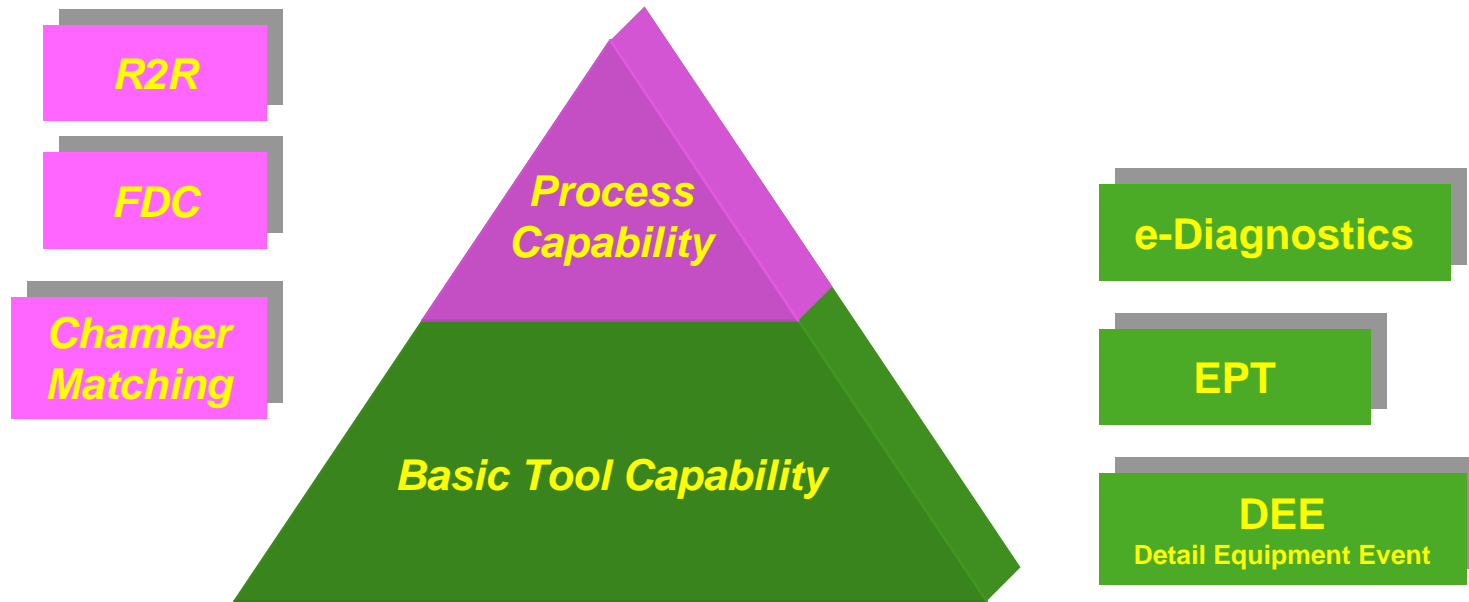 R2R
FDC
Chamber
Matching
Process
Capability
Basic Tool Capability
e-Diagnostics
EPT
DEE
Detail Equipment Event